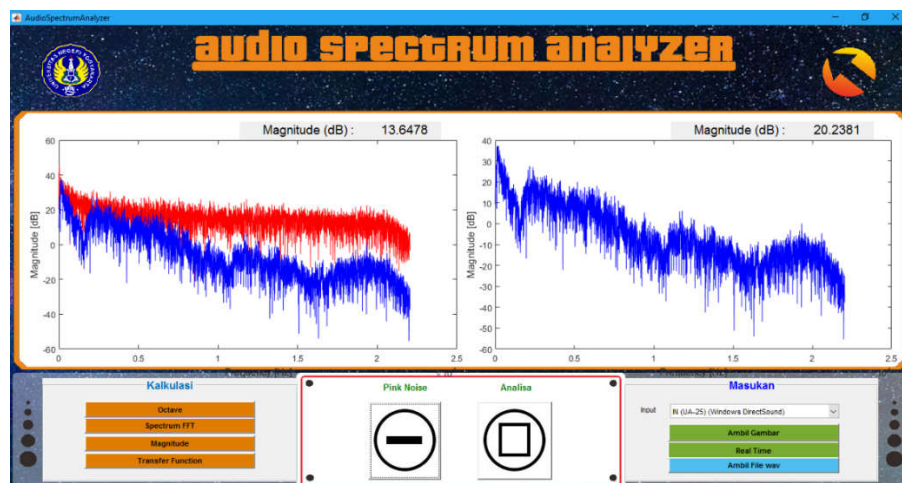 AudioSpectrumAnalyzer
audio spectrum analyzer
UNIVERSITAS NEGERI YOGYAKARTA
Magnitude (dB) : 13.6478
Magnitude [dB]
60
40
20
0
-20
-40
-60
0 0.5 1 1.5 2 2.5
Magnitude (dB) : 20.2381
Magnitude [dB]
40
30
20
10
0
-10
-20
-30
-40
-50
-60
0 0.5 1 1.5 2 2.5
Kalkulasi
Octave
Spectrum FFT
Magnitude
Transfer Function
Pink Noise
Analisa
Masukan
Input
IN (UA-25) (Windows DirectSound)
Ambil Gambar
Real Time
Ambil File wav